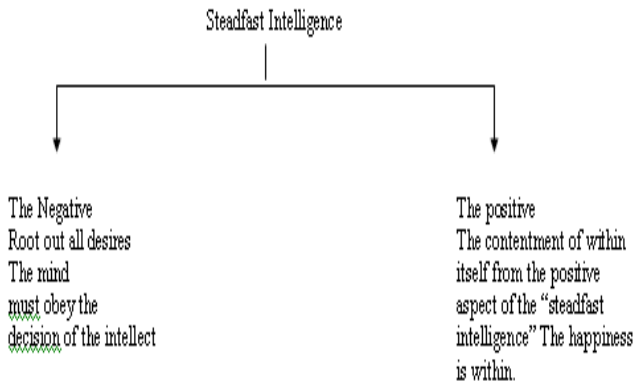 Steadfast Intelligence
The Negative
Root out all desires
The mind
must obey the
decision of the intellect
The positive
The contentment of within
itself from the positive
aspect of the “steadfast
intelligence” The happiness
is within.